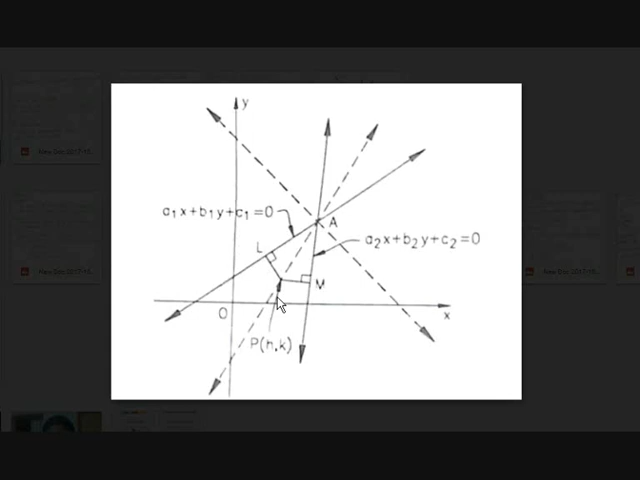 y
a₁x+b₁y+c₁=0
A
a₂x+b₂y+c₂=0
L
M
O
x
P(h,k)